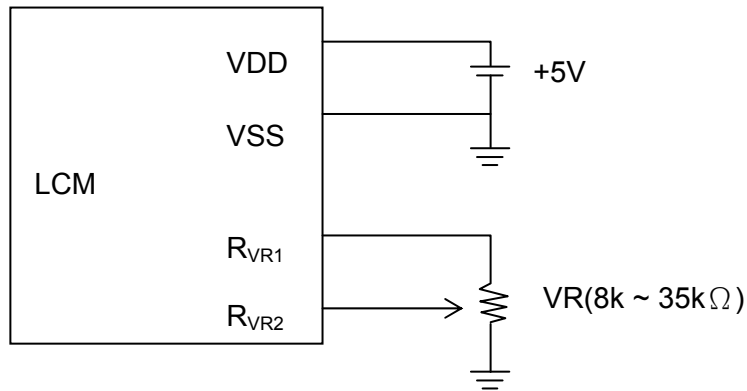 VDD
+5V
VSS
LCM
RVR1
RVR2
VR(8k ~ 35kΩ)